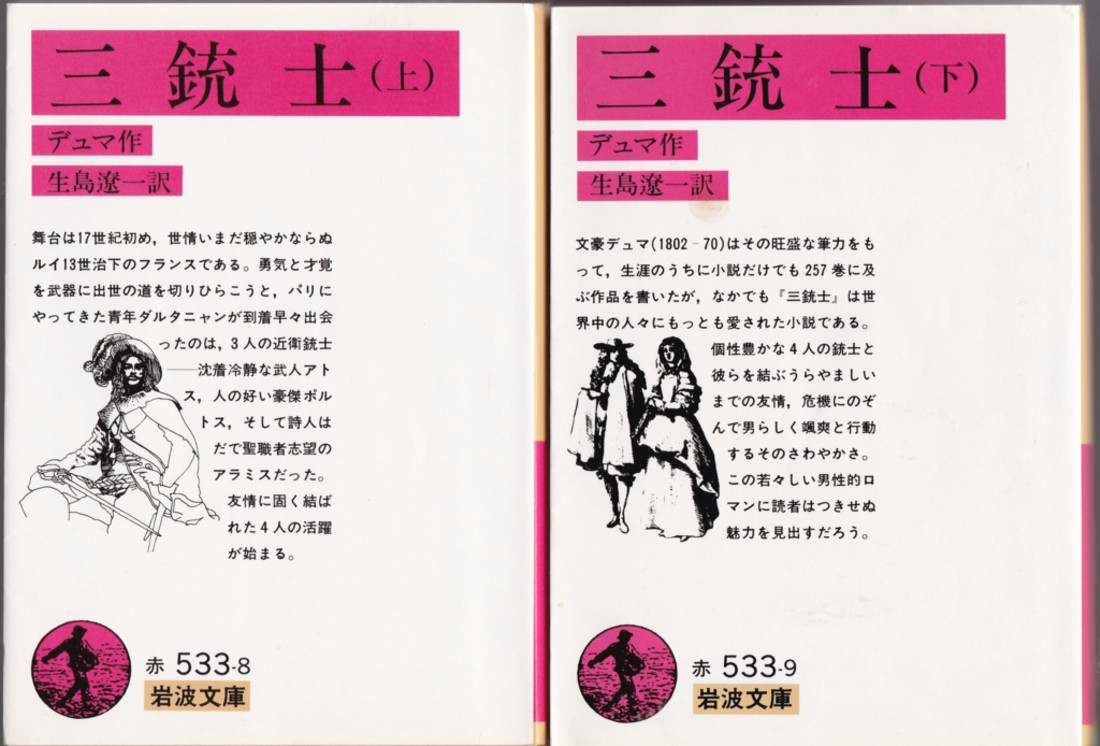 三銃士(上)
デュマ作
生島遼一訳
舞台は17世紀初め，世情いまだ穏やかならぬ
ルイ13世治下のフランスである。勇気と才覚
を武器に出世の道を切りひらこうと，パリに
やってきた青年ダルタニャンが到着早々出会
ったのは，3人の近衛銃士
──沈着冷静な武人アト
ス，人の好い豪傑ポル
トス，そして詩人は
だで聖職者志望の
アラミスだった。
友情に固く結ば
れた4人の活躍
が始まる。
赤 533-8
岩波文庫
三銃士(下)
デュマ作
生島遼一訳
文豪デュマ(1802‐70)はその旺盛な筆力をも
って，生涯のうちに小説だけでも257巻に及
ぶ作品を書いたが，なかでも『三銃士』は世
界中の人々にもっとも愛された小説である。
個性豊かな4人の銃士と
彼らを結ぶうらやましい
までの友情，危機にのぞ
んで男らしく颯爽と行動
するそのさわやかさ。
この若々しい男性的ロ
マンに読者はつきせぬ
魅力を見出すだろう。
赤 533-9
岩波文庫